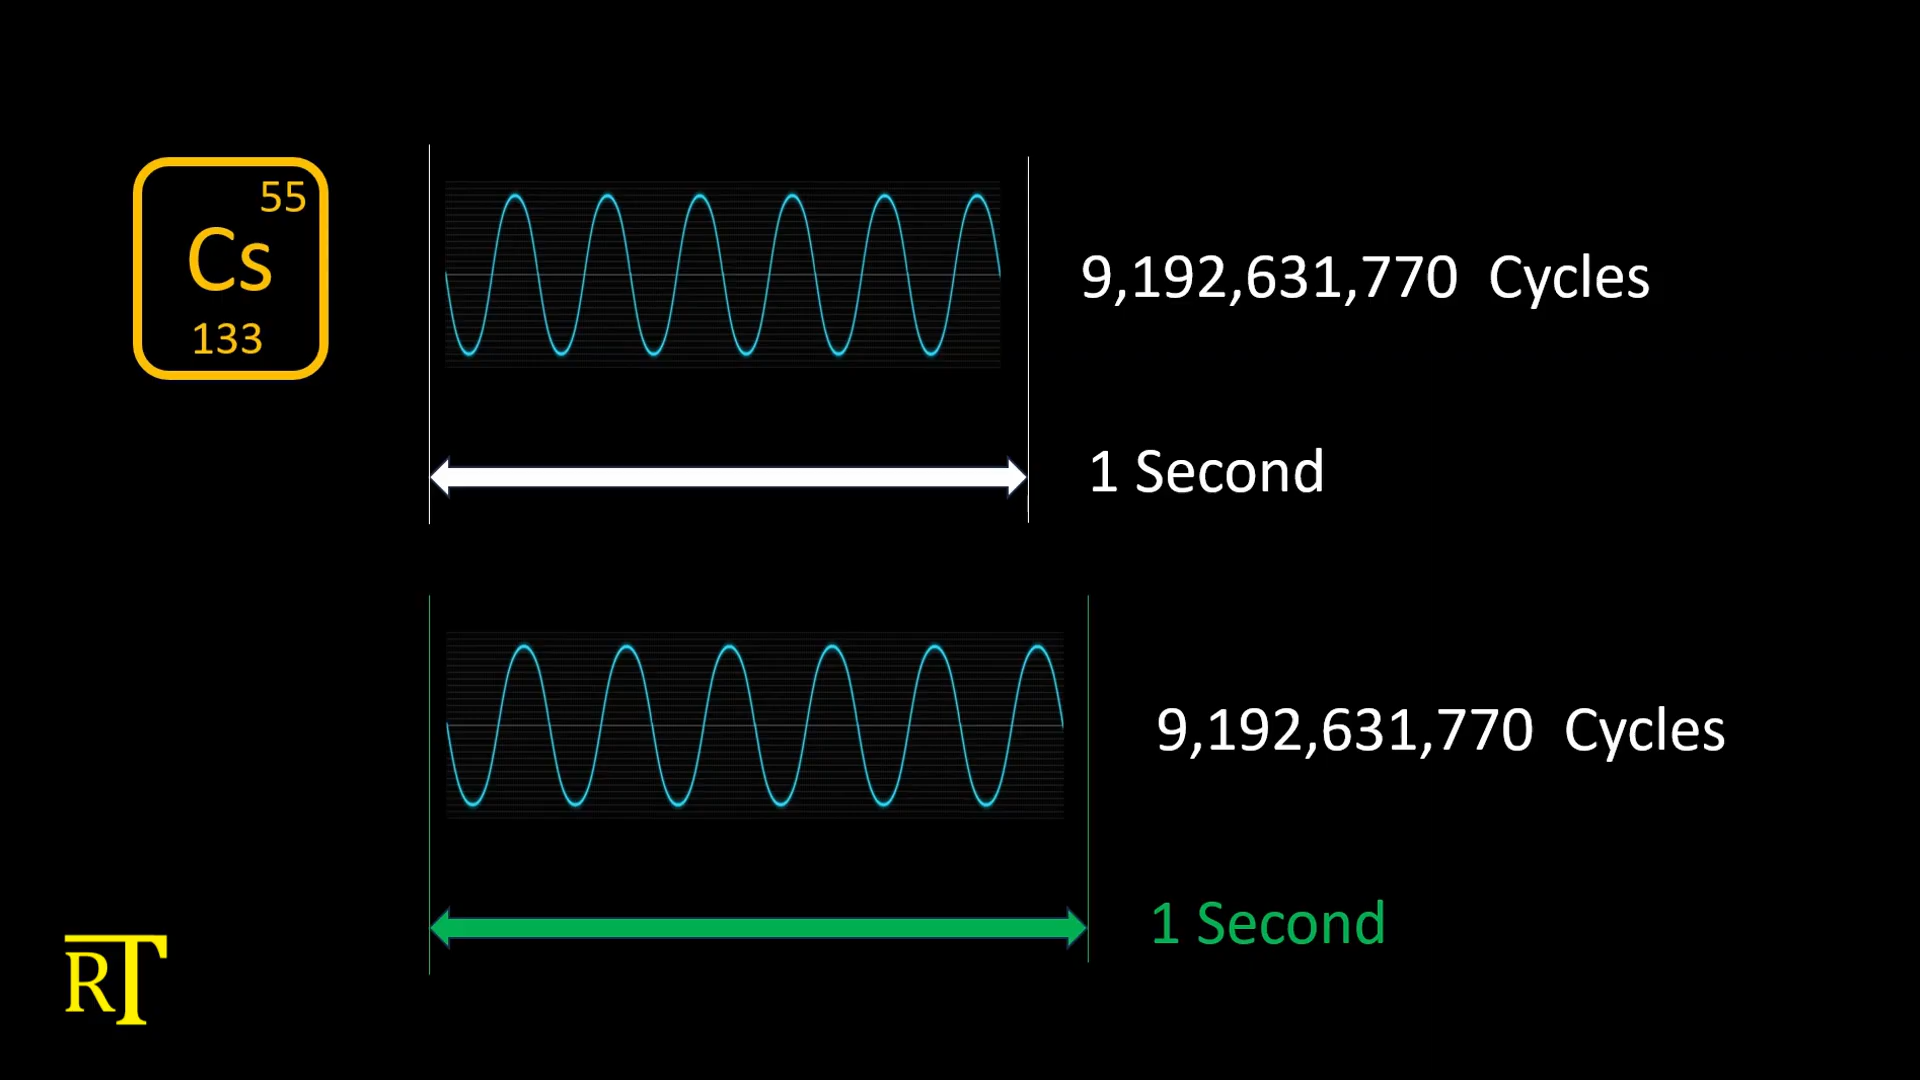 55
Cs
133
9,192,631,770 Cycles
1 Second
9,192,631,770 Cycles
1 Second
RT